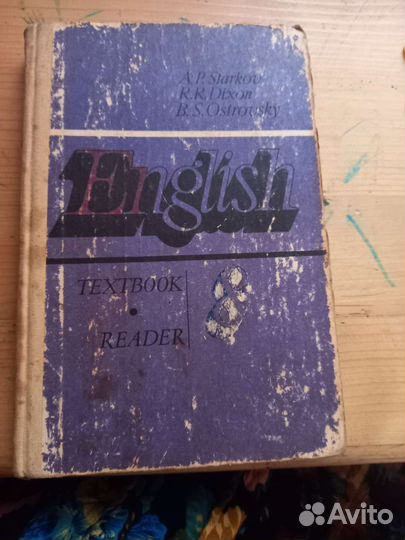 A.P. Starkov
R.R. Dixon
B.S. Ostrovsky
English
TEXTBOOK
•
READER
8
Avito